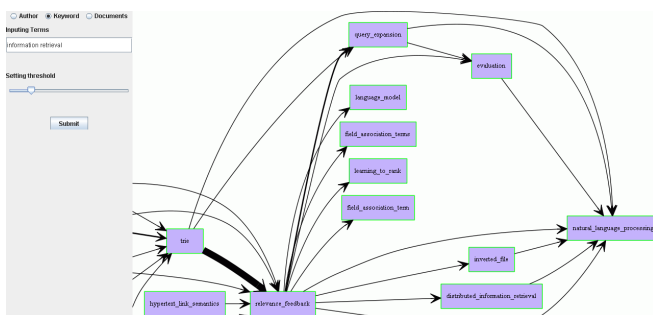 Author Keyword Documents
Inputing Terms
information retrieval
Setting threshold
Submit
query_expansion
evaluation
language_model
field_association_terms
learning_to_rank
field_association_term
trie
natural_language_processing
inverted_file
hypertext_link_semantics
relevance_feedback
distributed_information_retrieval